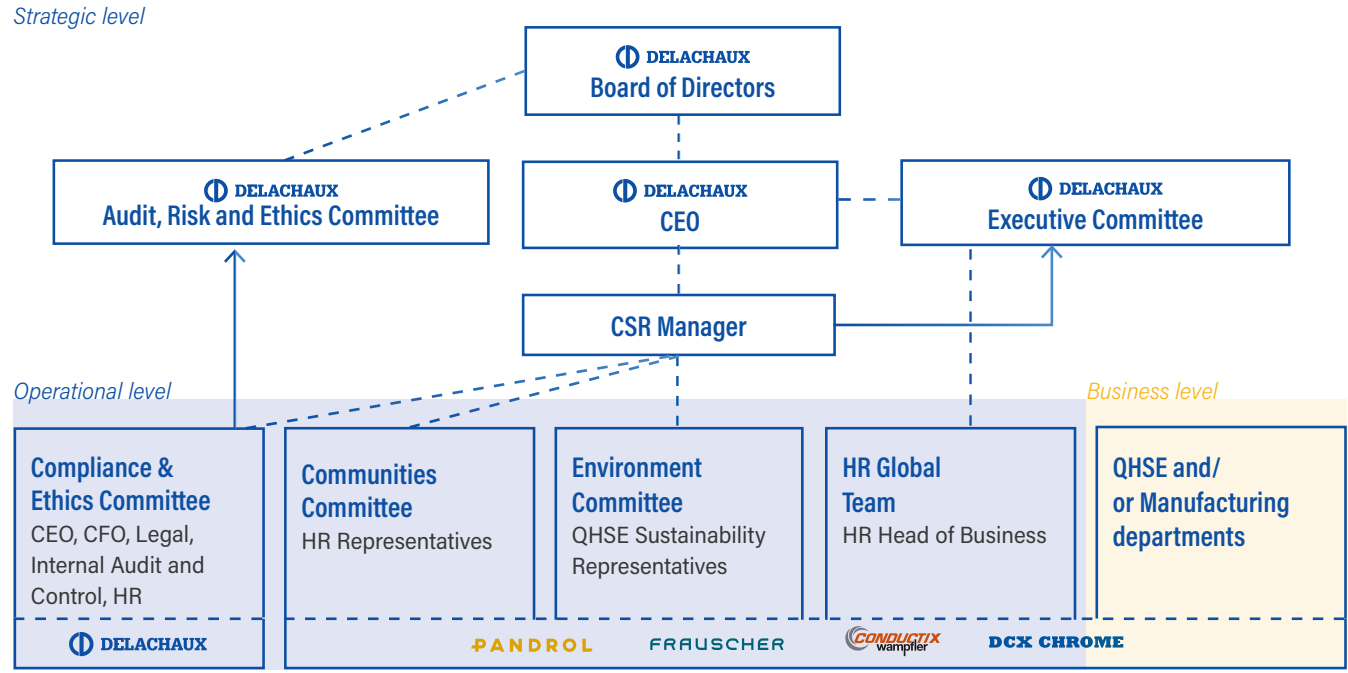 Strategic level
DELACHAUX
Board of Directors
DELACHAUX
Audit, Risk and Ethics Committee
DELACHAUX
CEO
DELACHAUX
Executive Committee
CSR Manager
Operational level
Business level
Compliance &
Ethics Committee
CEO, CFO, Legal,
Internal Audit and
Control, HR
Communities
Committee
HR Representatives
Environment
Committee
QHSE Sustainability
Representatives
HR Global
Team
HR Head of Business
QHSE and/
or Manufacturing
departments
DELACHAUX
PANDROL
FRAUSCHER
CONDUCTIX
wampfler
DCX CHROME